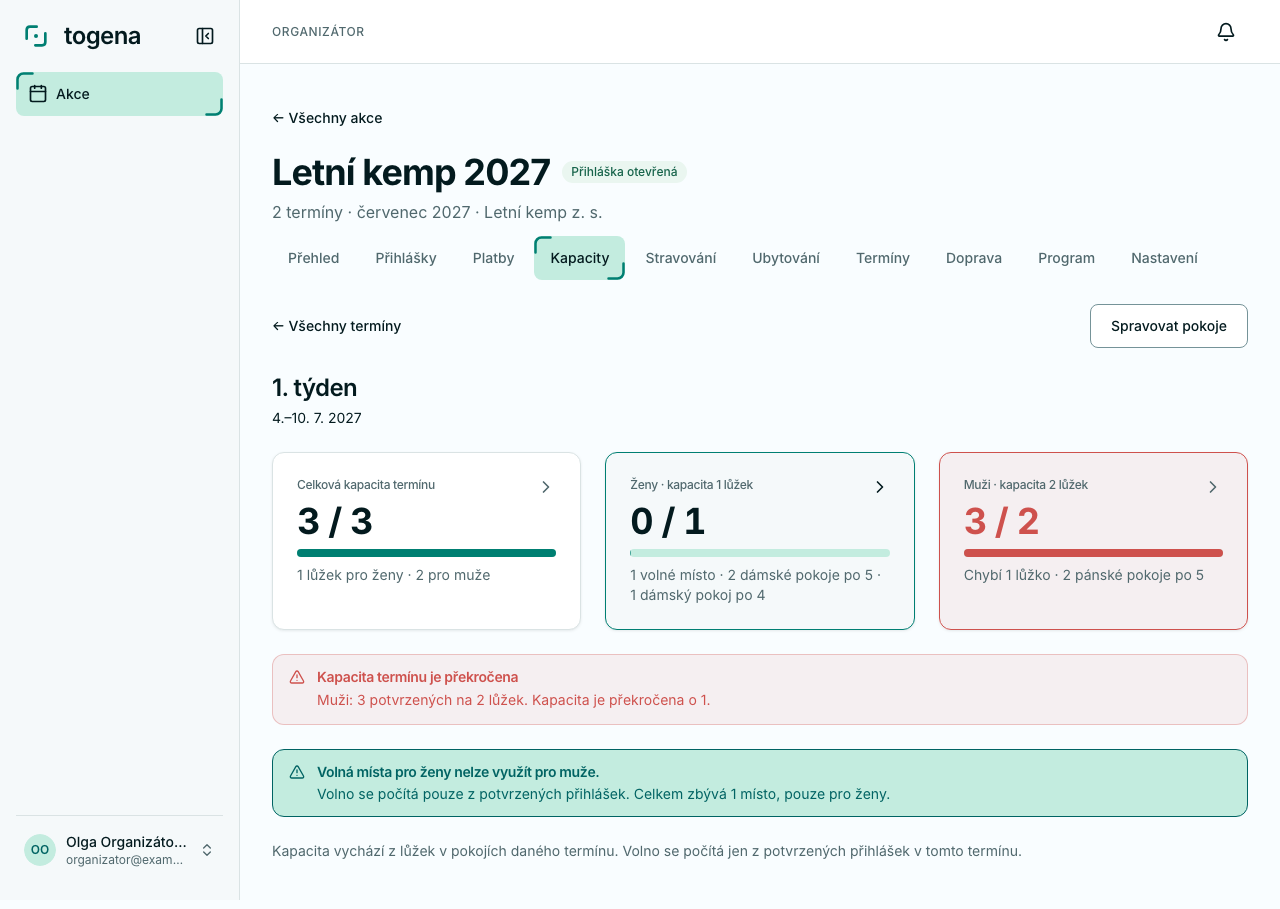 togena
ORGANIZÁTOR
Akce
← Všechny akce
Letní kemp 2027
Přihláška otevřená
2 termíny · červenec 2027 · Letní kemp z. s.
Přehled
Přihlášky
Platby
Kapacity
Stravování
Ubytování
Termíny
Doprava
Program
Nastavení
← Všechny termíny
Spravovat pokoje
1. týden
4.–10. 7. 2027
Celková kapacita termínu
3 / 3
1 lůžek pro ženy · 2 pro muže
Ženy · kapacita 1 lůžek
0 / 1
1 volné místo · 2 dámské pokoje po 5 ·
1 dámský pokoj po 4
Muži · kapacita 2 lůžek
3 / 2
Chybí 1 lůžko · 2 pánské pokoje po 5
Kapacita termínu je překročena
Muži: 3 potvrzených na 2 lůžek. Kapacita je překročena o 1.
Volná místa pro ženy nelze využít pro muže.
Volno se počítá pouze z potvrzených přihlášek. Celkem zbývá 1 místo, pouze pro ženy.
Kapacita vychází z lůžek v pokojích daného termínu. Volno se počítá jen z potvrzených přihlášek v tomto termínu.
OO
Olga Organizáto...
organizator@exam...